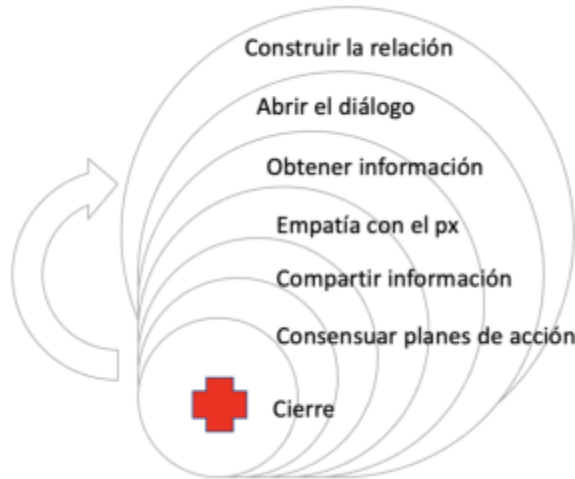 Construir la relación
Abrir el diálogo
Obtener información
Empatía con el px
Compartir información
Consensuar planes de acción
Cierre